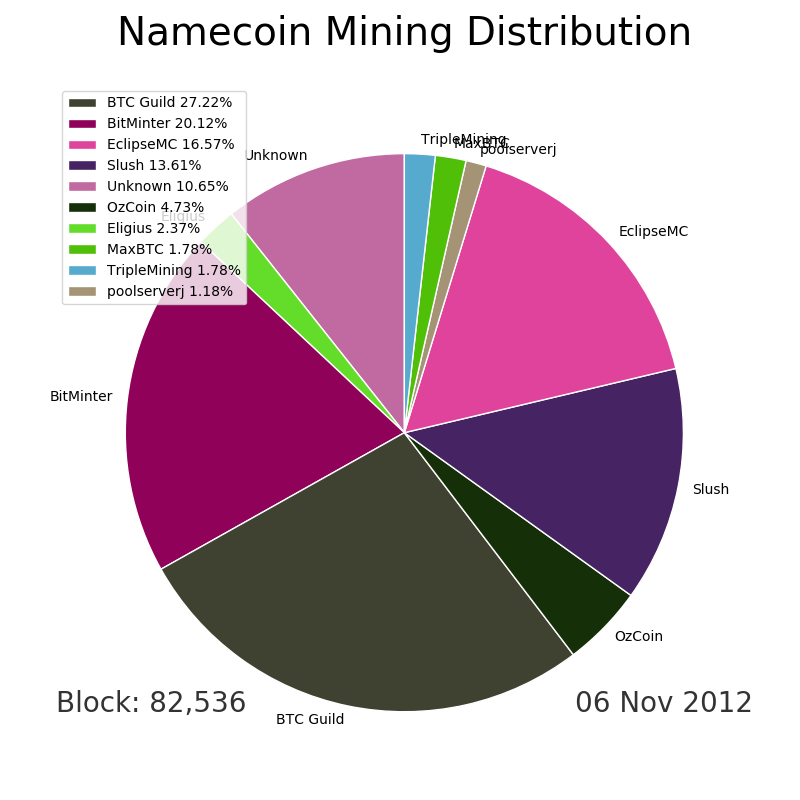 Namecoin Mining Distribution
BTC Guild 27.22%
BitMinter 20.12%
EclipseMC 16.57%
Slush 13.61%
Unknown 10.65%
OzCoin 4.73%
Eligius 2.37%
MaxBTC 1.78%
TripleMining 1.78%
poolserverj 1.18%
TripleMining
MaxBTC
poolserverj
Unknown
Eligius
EclipseMC
BitMinter
Slush
OzCoin
BTC Guild
Block: 82,536
06 Nov 2012